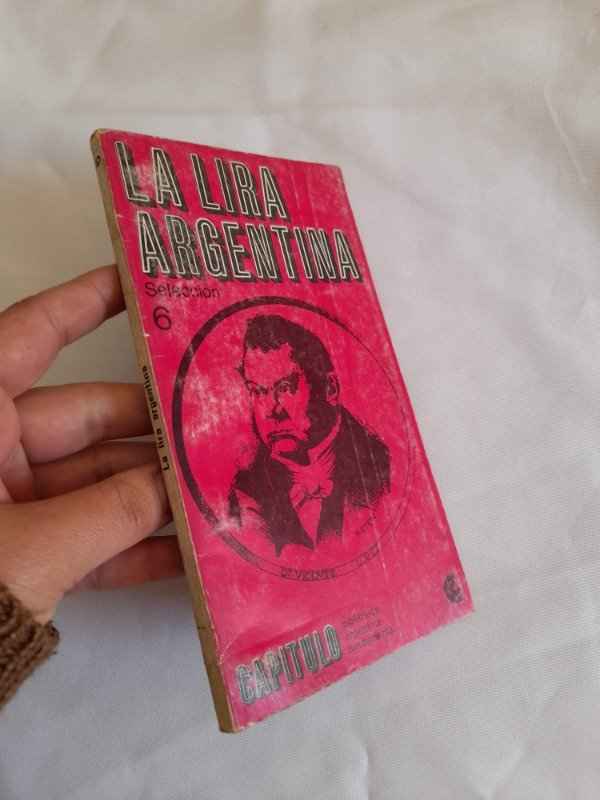 LA LIRA
ARGENTINA
Selección
6
La lira argentina
Dr VICENTE LOPEZ
CAPITULO
biblioteca
argentina
fundamental